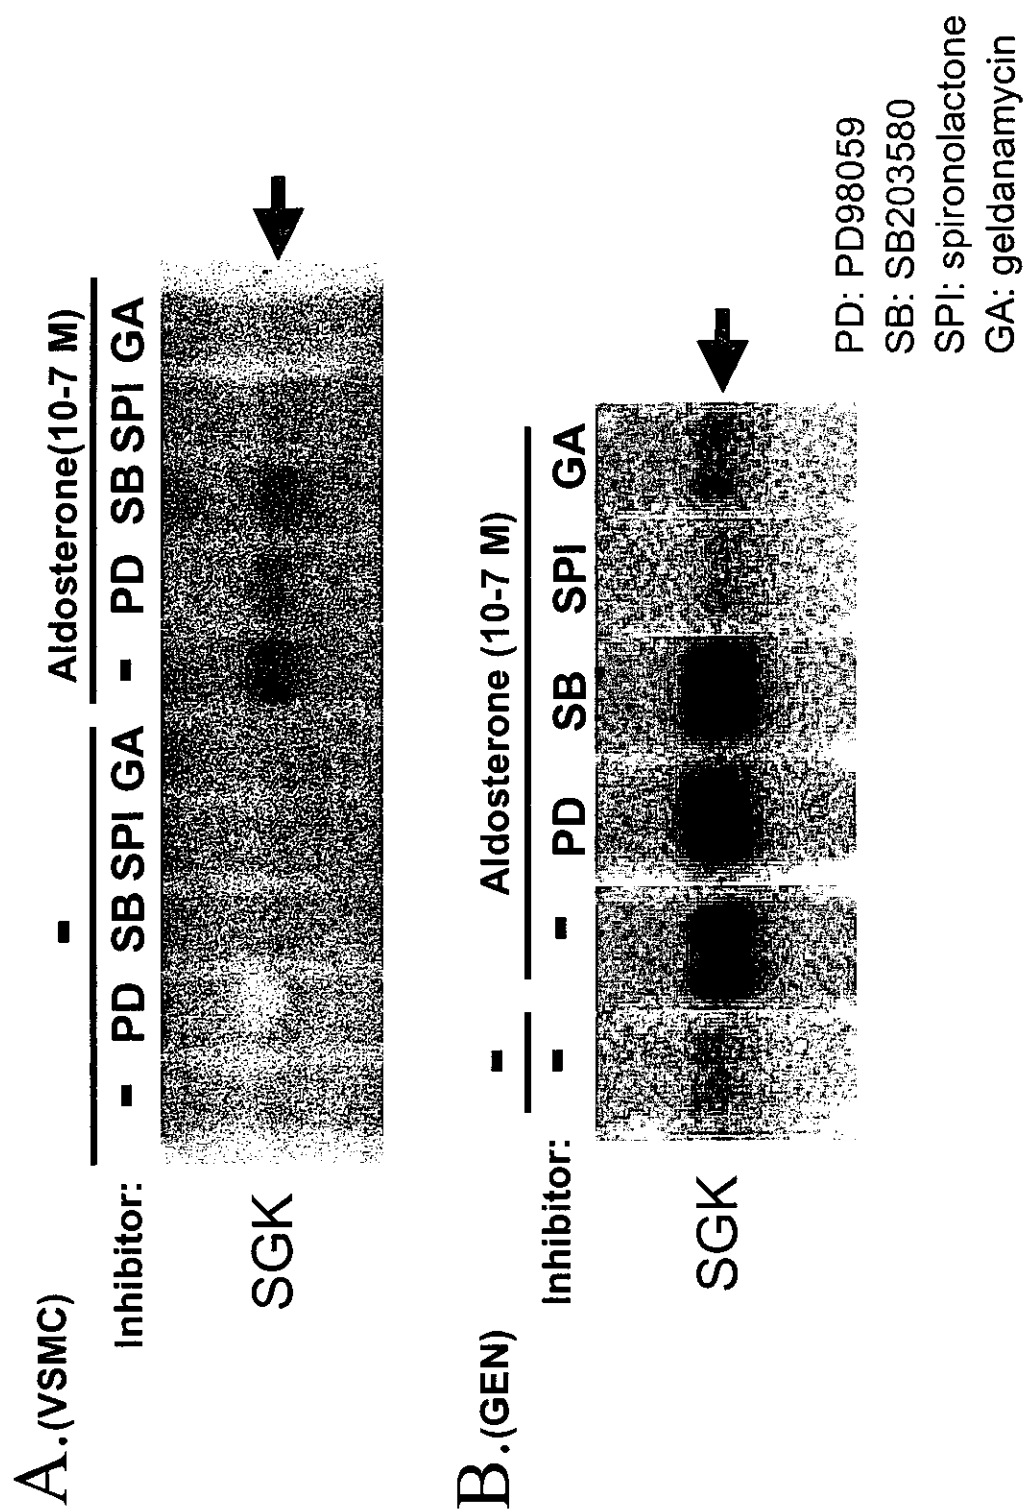 A.(VSMC)
- Aldosterone(10-7 M)
Inhibitor: - PD SB SPI GA - PD SB SPI GA
SGK
B.(GEN)
- Aldosterone (10-7 M)
Inhibitor: - - PD SB SPI GA
SGK
PD: PD98059
SB: SB203580
SPI: spironolactone
GA: geldanamycin